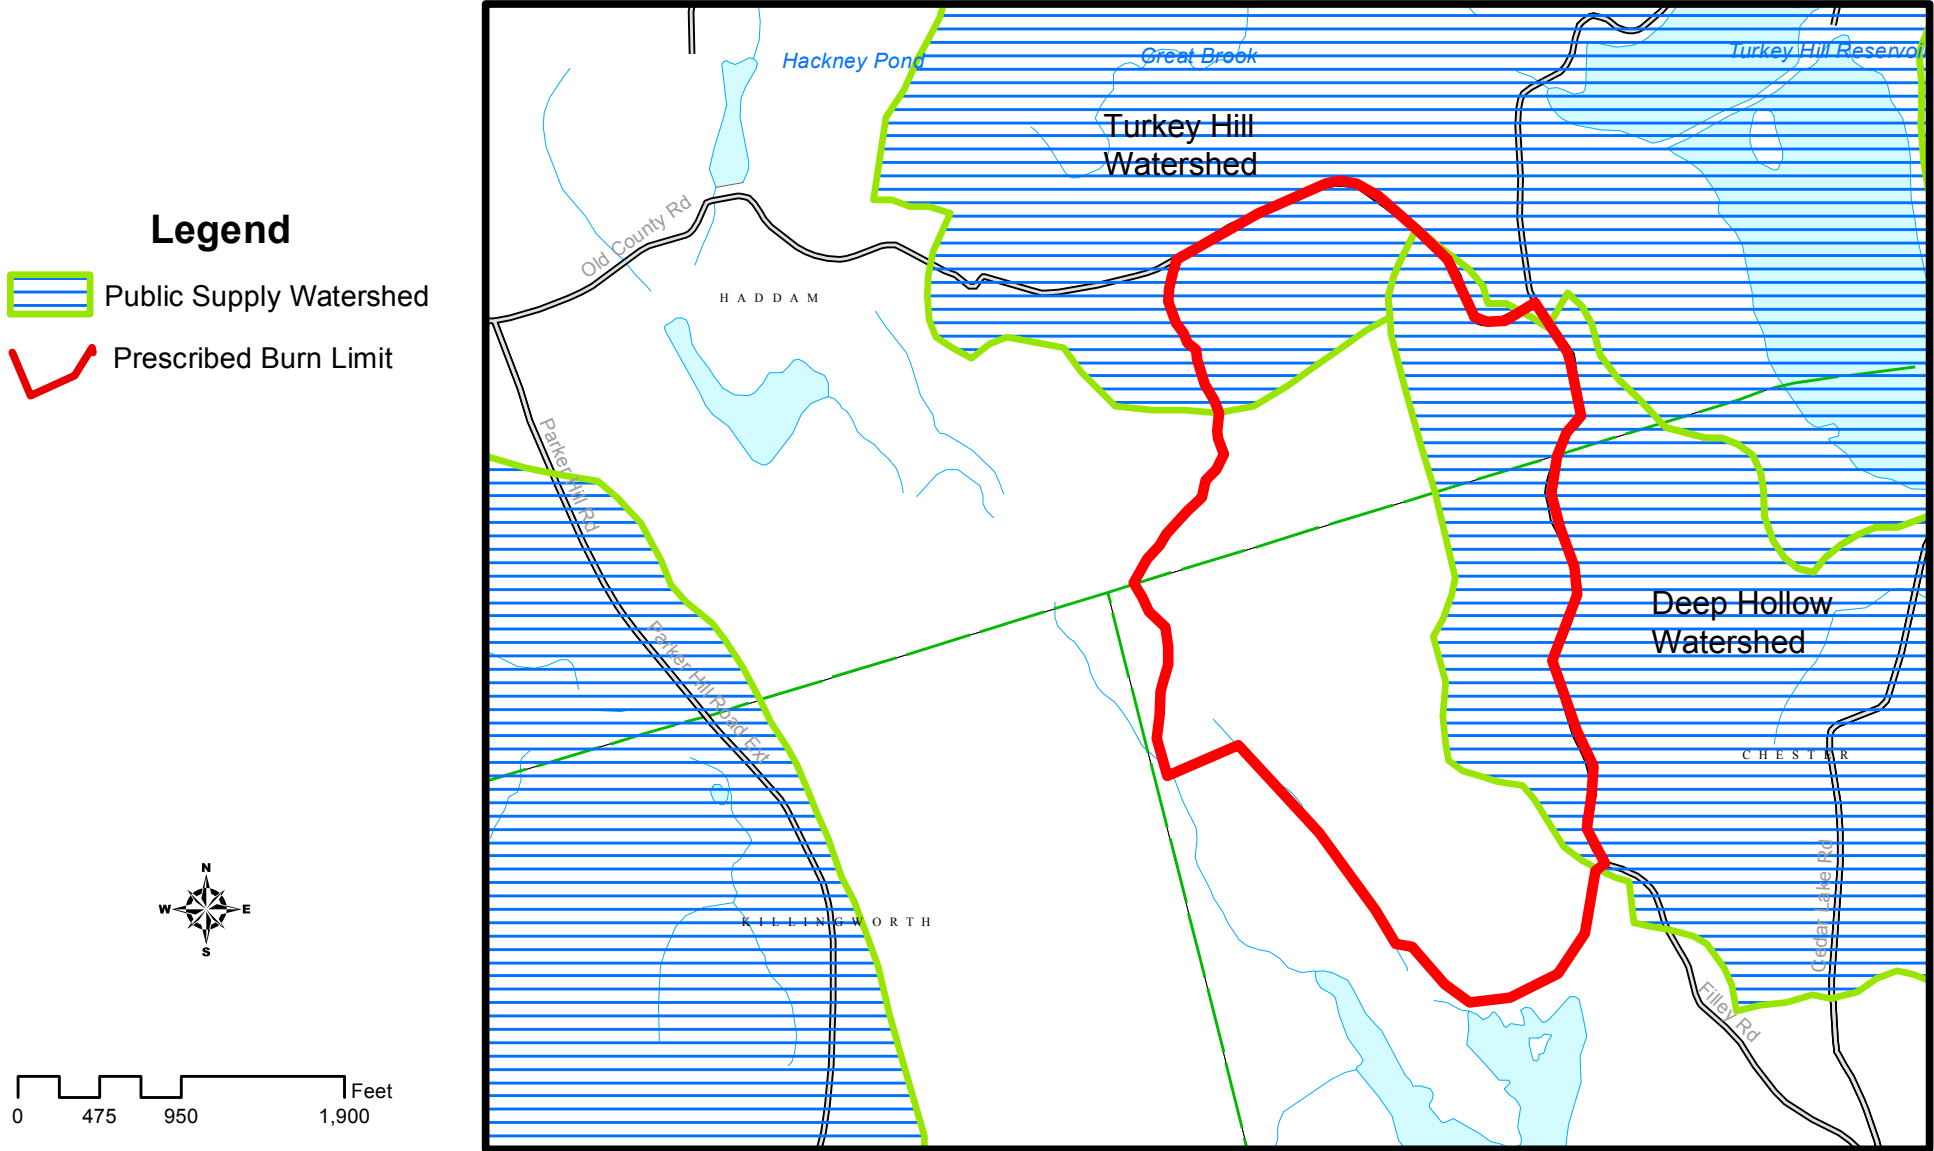 Legend
Public Supply Watershed
Prescribed Burn Limit
N
W E
S
Feet
0 475 950 1,900
Hackney Pond
Great Brook
Turkey Hill Reservoi
Turkey Hill
Watershed
Old County Rd
HADDAM
Parker Hill Rd
Parker Hill Road Ext
Deep Hollow
Watershed
CHESTER
KILLINGWORTH
Cedar Lake Rd
Filley Rd